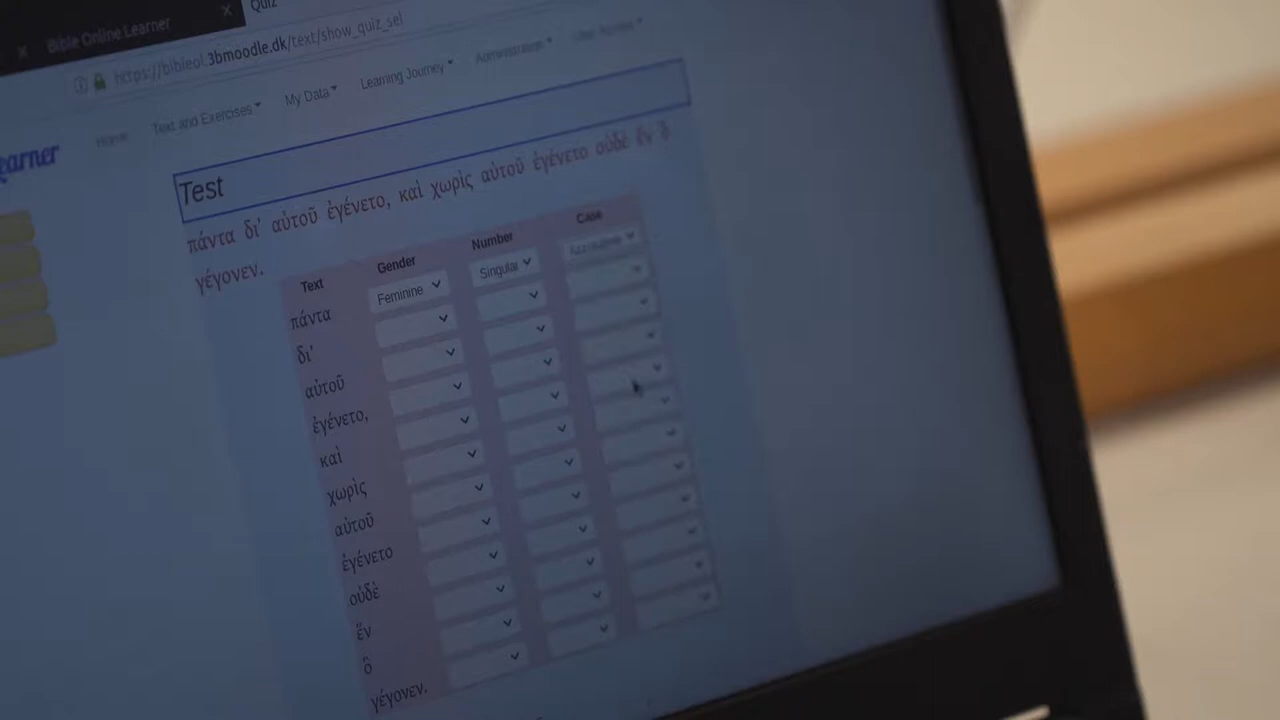 Bible Online Learner
Quiz
https://bibleol.3bmoodle.dk/text/show_quiz_sel
Home Text and Exercises My Data Learning Journey Administration
earner
Test
πάντα δι' αὐτοῦ ἐγένετο, καὶ χωρὶς αὐτοῦ ἐγένετο οὐδὲ ἕν ὃ
γέγονεν.
Text Gender Number Case
πάντα Feminine Singular
δι'
αὐτοῦ
ἐγένετο,
καὶ
χωρὶς
αὐτοῦ
ἐγένετο
οὐδὲ
ἕν
ὃ
γέγονεν.